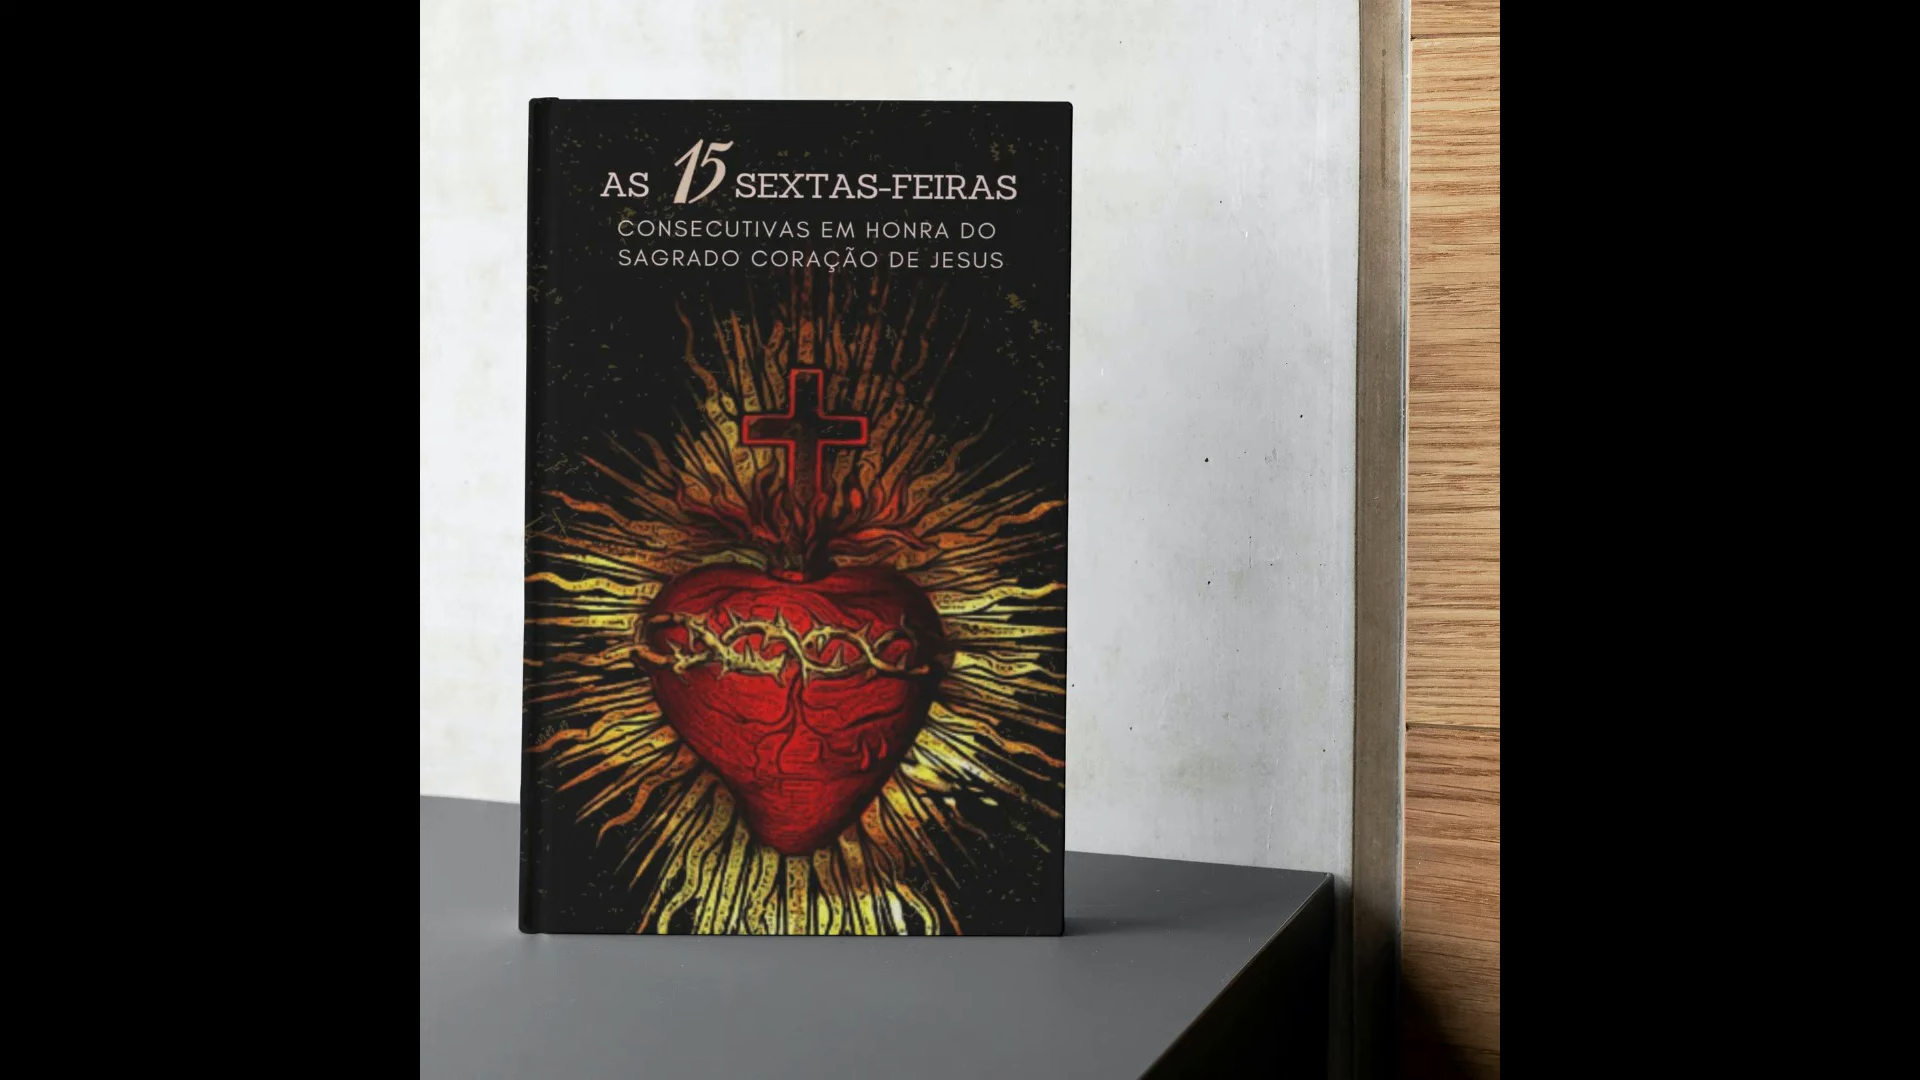 AS 15 SEXTAS-FEIRAS
CONSECUTIVAS EM HONRA DO
SAGRADO CORAÇÃO DE JESUS